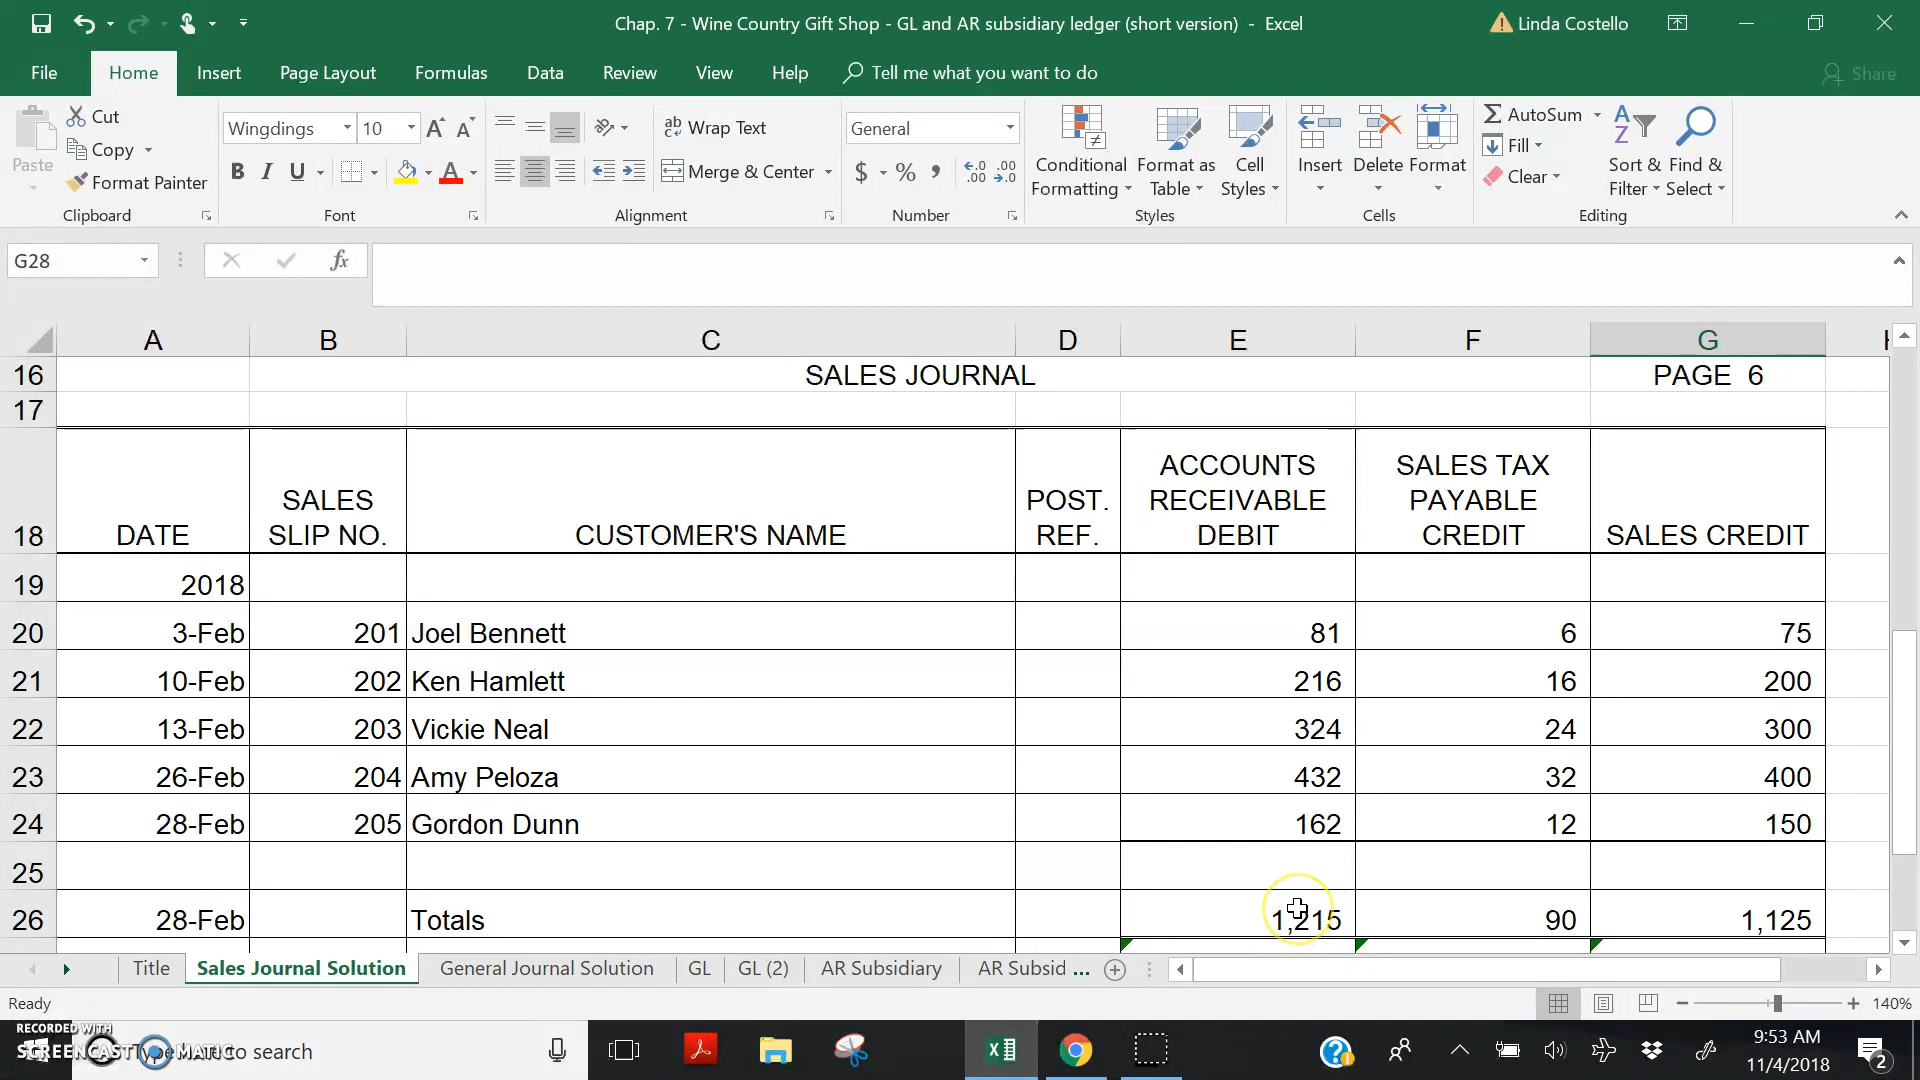 Chap. 7 - Wine Country Gift Shop - GL and AR subsidiary ledger (short version) - Excel
Linda Costello
File Home Insert Page Layout Formulas Data Review View Help Tell me what you want to do Share
Paste Cut Copy Format Painter
Wingdings 10 B I U
Wrap Text Merge & Center
General $ % , .00
Conditional Formatting Format as Table Cell Styles
Insert Delete Format
AutoSum Fill Clear Sort & Filter Find & Select
Clipboard Font Alignment Number Styles Cells Editing
G28 fx
A B C D E F G
16 SALES JOURNAL PAGE 6
17
18 DATE SALES SLIP NO. CUSTOMER'S NAME POST. REF. ACCOUNTS RECEIVABLE DEBIT SALES TAX PAYABLE CREDIT SALES CREDIT
19 2018
20 3-Feb 201 Joel Bennett 81 6 75
21 10-Feb 202 Ken Hamlett 216 16 200
22 13-Feb 203 Vickie Neal 324 24 300
23 26-Feb 204 Amy Peloza 432 32 400
24 28-Feb 205 Gordon Dunn 162 12 150
25
26 28-Feb Totals 1,215 90 1,125
Title Sales Journal Solution General Journal Solution GL GL (2) AR Subsidiary AR Subsid ...
Ready 140%
RECORDED WITH
SCREENCAST MATIC
to search
9:53 AM
11/4/2018
2